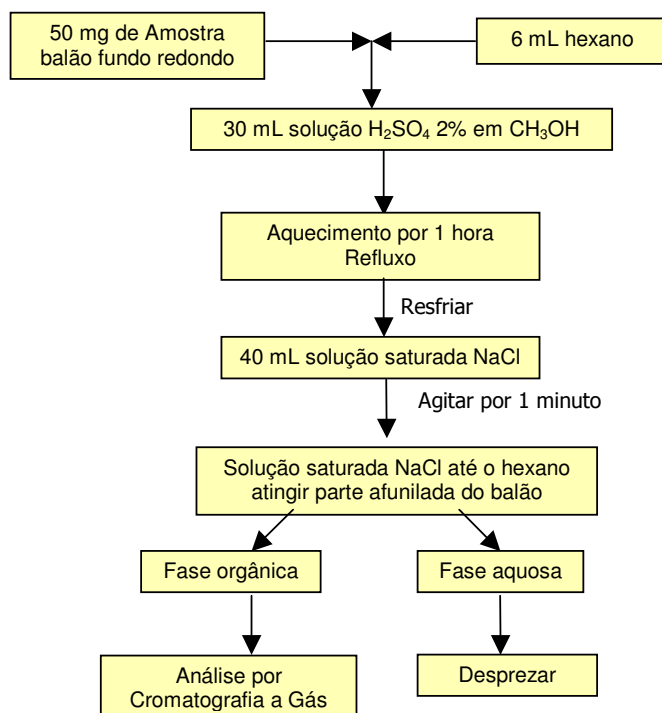 50 mg de Amostra
balão fundo redondo
6 mL hexano
30 mL solução H₂SO₄ 2% em CH₃OH
Aquecimento por 1 hora
Refluxo
Resfriar
40 mL solução saturada NaCl
Agitar por 1 minuto
Solução saturada NaCl até o hexano
atingir parte afunilada do balão
Fase orgânica
Fase aquosa
Análise por
Cromatografia a Gás
Desprezar